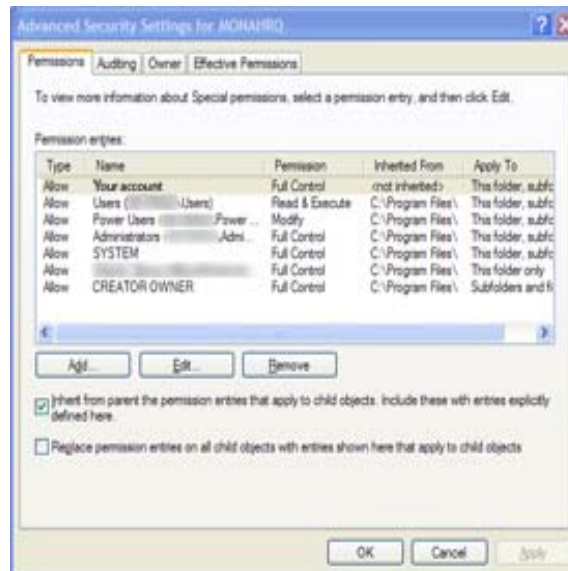 Advanced Security Settings for MONAHRQ
Permissions Auditing Owner Effective Permissions
To view more information about Special permissions, select a permission entry, and then click Edit.
Permission entries:
Type Name Permission Inherited From Apply To
Allow Your account Full Control <not inherited> This folder, subfc
Allow Users ( \Users) Read & Execute C:\Program Files\ This folder, subfc
Allow Power Users \Power ... Modify C:\Program Files\ This folder, subfc
Allow Administrators \Admi... Full Control C:\Program Files\ This folder, subfc
Allow SYSTEM Full Control C:\Program Files\ This folder, subfc
Allow Full Control C:\Program Files\ This folder only
Allow CREATOR OWNER Full Control C:\Program Files\ Subfolders and fi
Add... Edit... Remove
Inherit from parent the permission entries that apply to child objects. Include these with entries explicitly
defined here.
Replace permission entries on all child objects with entries shown here that apply to child objects
OK Cancel Apply